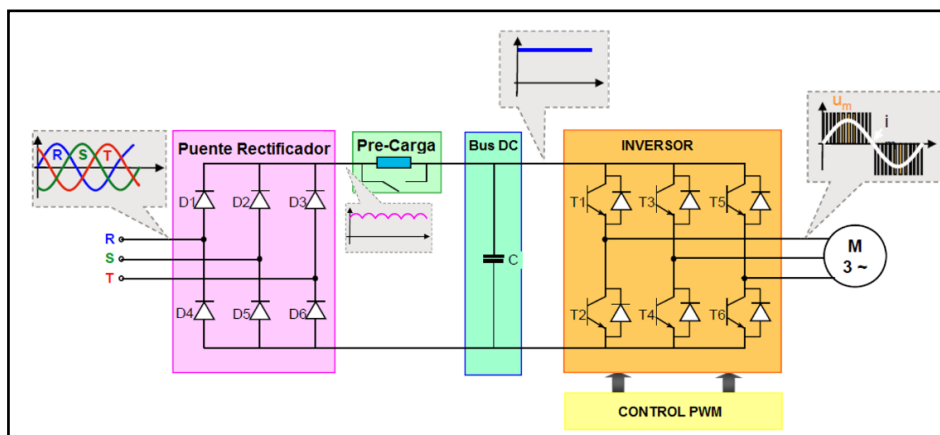 u_m
i
R S T
Puente Rectificador
Pre-Carga
Bus DC
INVERSOR
D1 D2 D3
T1 T3 T5
R
S
T
C
M
3 ~
D4 D5 D6
T2 T4 T6
CONTROL PWM